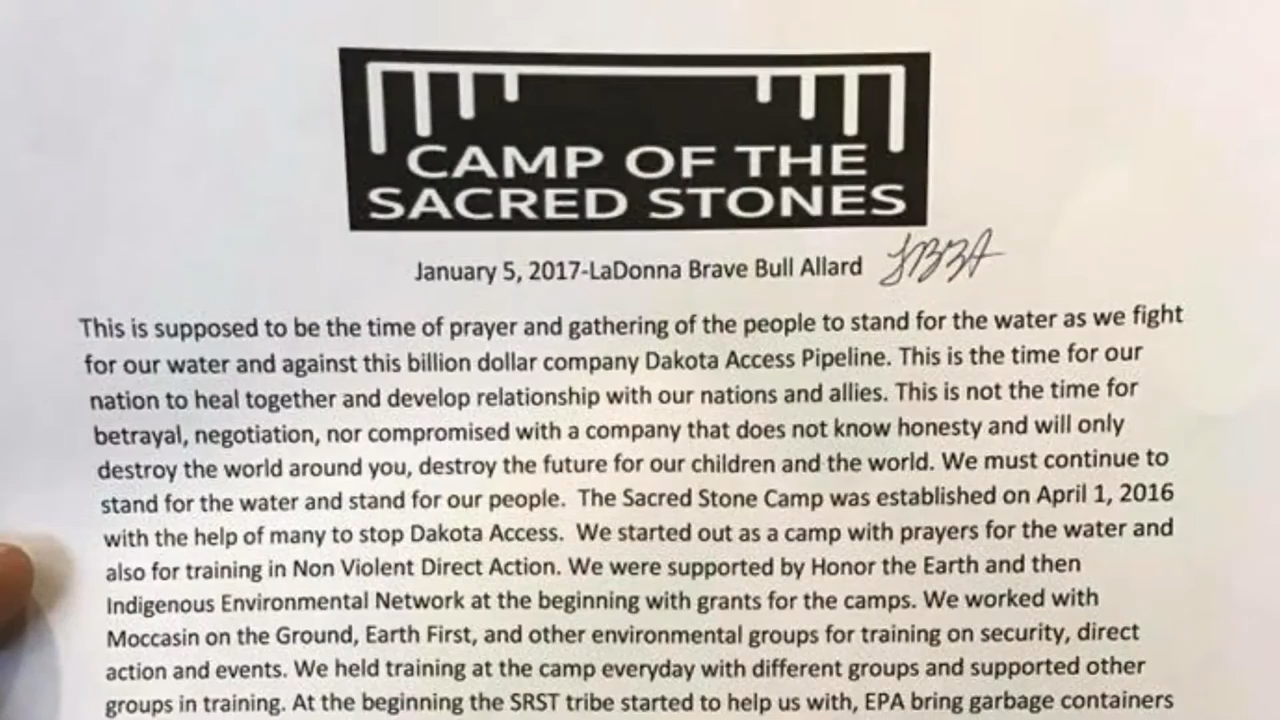 CAMP OF THE
SACRED STONES
January 5, 2017-LaDonna Brave Bull Allard LBBA
This is supposed to be the time of prayer and gathering of the people to stand for the water as we fight
for our water and against this billion dollar company Dakota Access Pipeline. This is the time for our
nation to heal together and develop relationship with our nations and allies. This is not the time for
betrayal, negotiation, nor compromised with a company that does not know honesty and will only
destroy the world around you, destroy the future for our children and the world. We must continue to
stand for the water and stand for our people. The Sacred Stone Camp was established on April 1, 2016
with the help of many to stop Dakota Access. We started out as a camp with prayers for the water and
also for training in Non Violent Direct Action. We were supported by Honor the Earth and then
Indigenous Environmental Network at the beginning with grants for the camps. We worked with
Moccasin on the Ground, Earth First, and other environmental groups for training on security, direct
action and events. We held training at the camp everyday with different groups and supported other
groups in training. At the beginning the SRST tribe started to help us with, EPA bring garbage containers